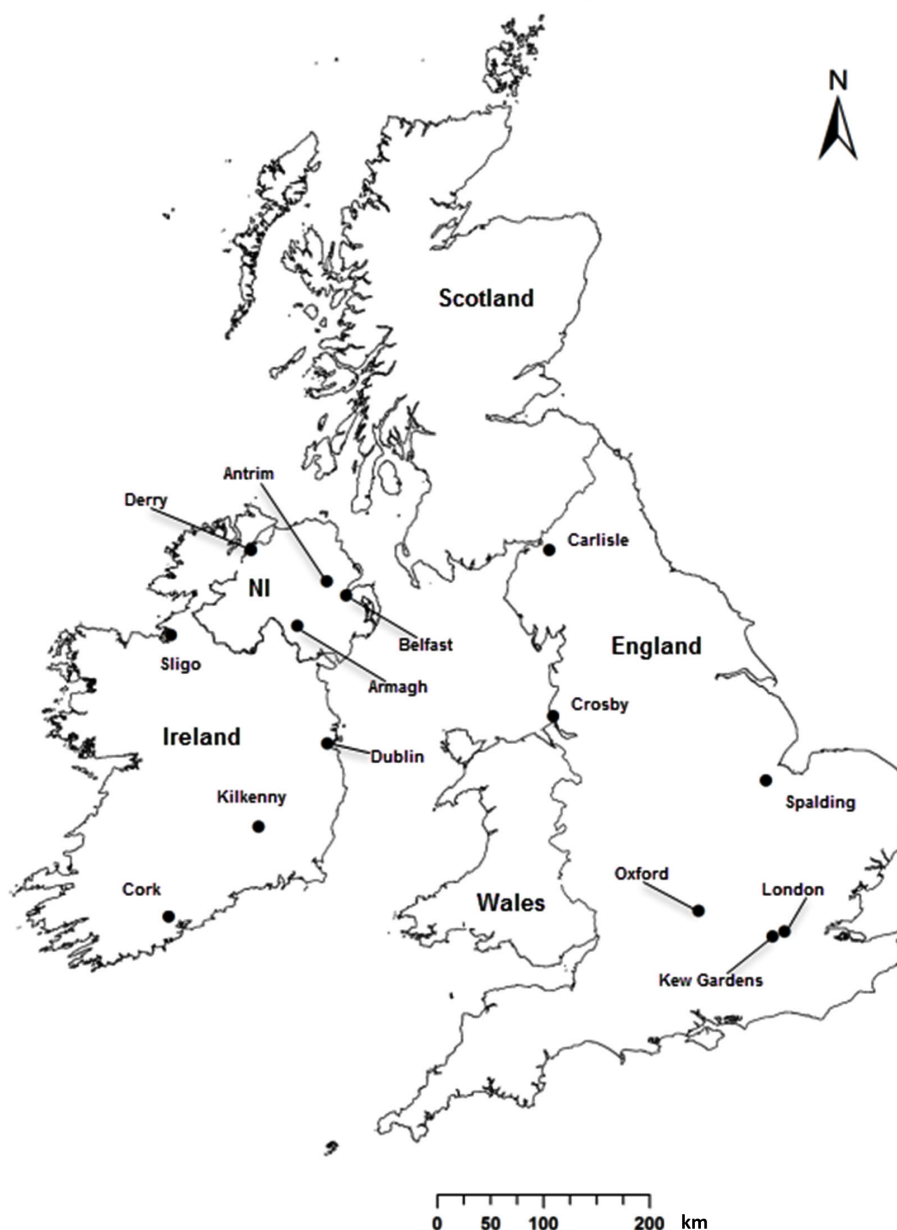 N
Scotland
Antrim
Derry
Carlisle
NI
Belfast
England
Sligo
Armagh
Crosby
Ireland
Dublin
Kilkenny
Spalding
Oxford
Cork
London
Wales
Kew Gardens
0 50 100 200 km